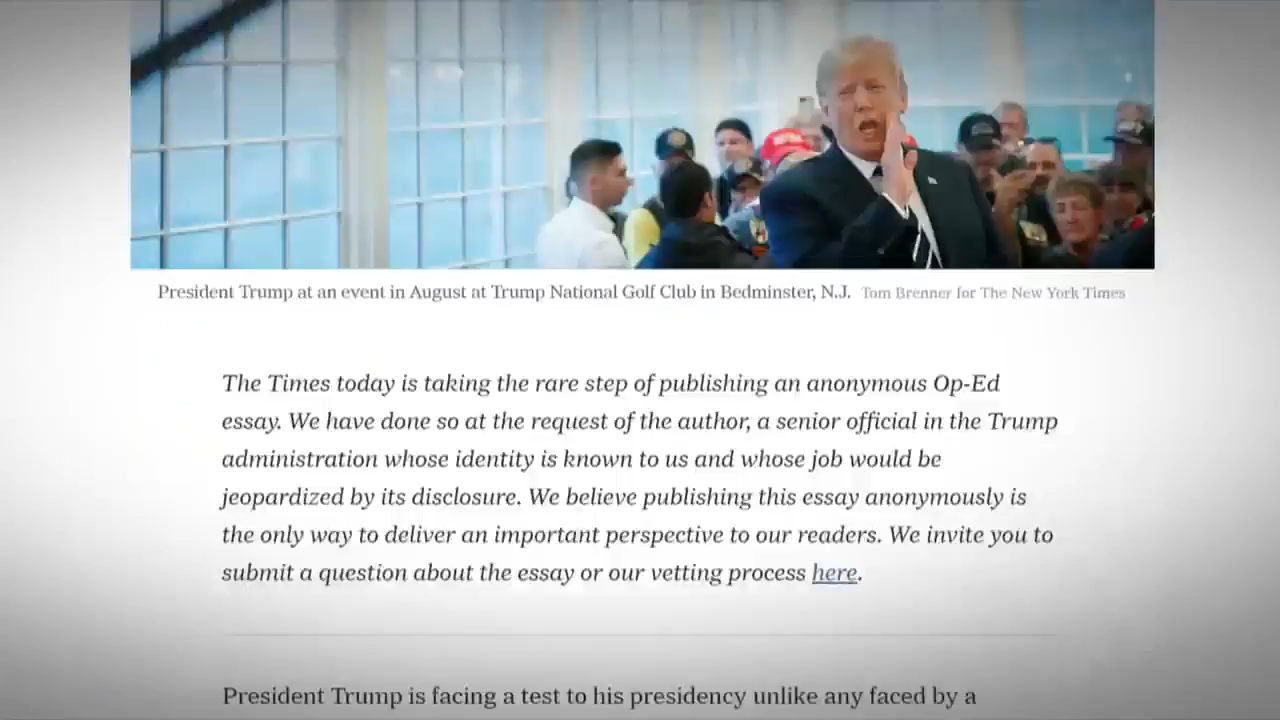 President Trump at an event in August at Trump National Golf Club in Bedminster, N.J. Tom Brenner for The New York Times
The Times today is taking the rare step of publishing an anonymous Op-Ed
essay. We have done so at the request of the author, a senior official in the Trump
administration whose identity is known to us and whose job would be
jeopardized by its disclosure. We believe publishing this essay anonymously is
the only way to deliver an important perspective to our readers. We invite you to
submit a question about the essay or our vetting process here.
President Trump is facing a test to his presidency unlike any faced by a